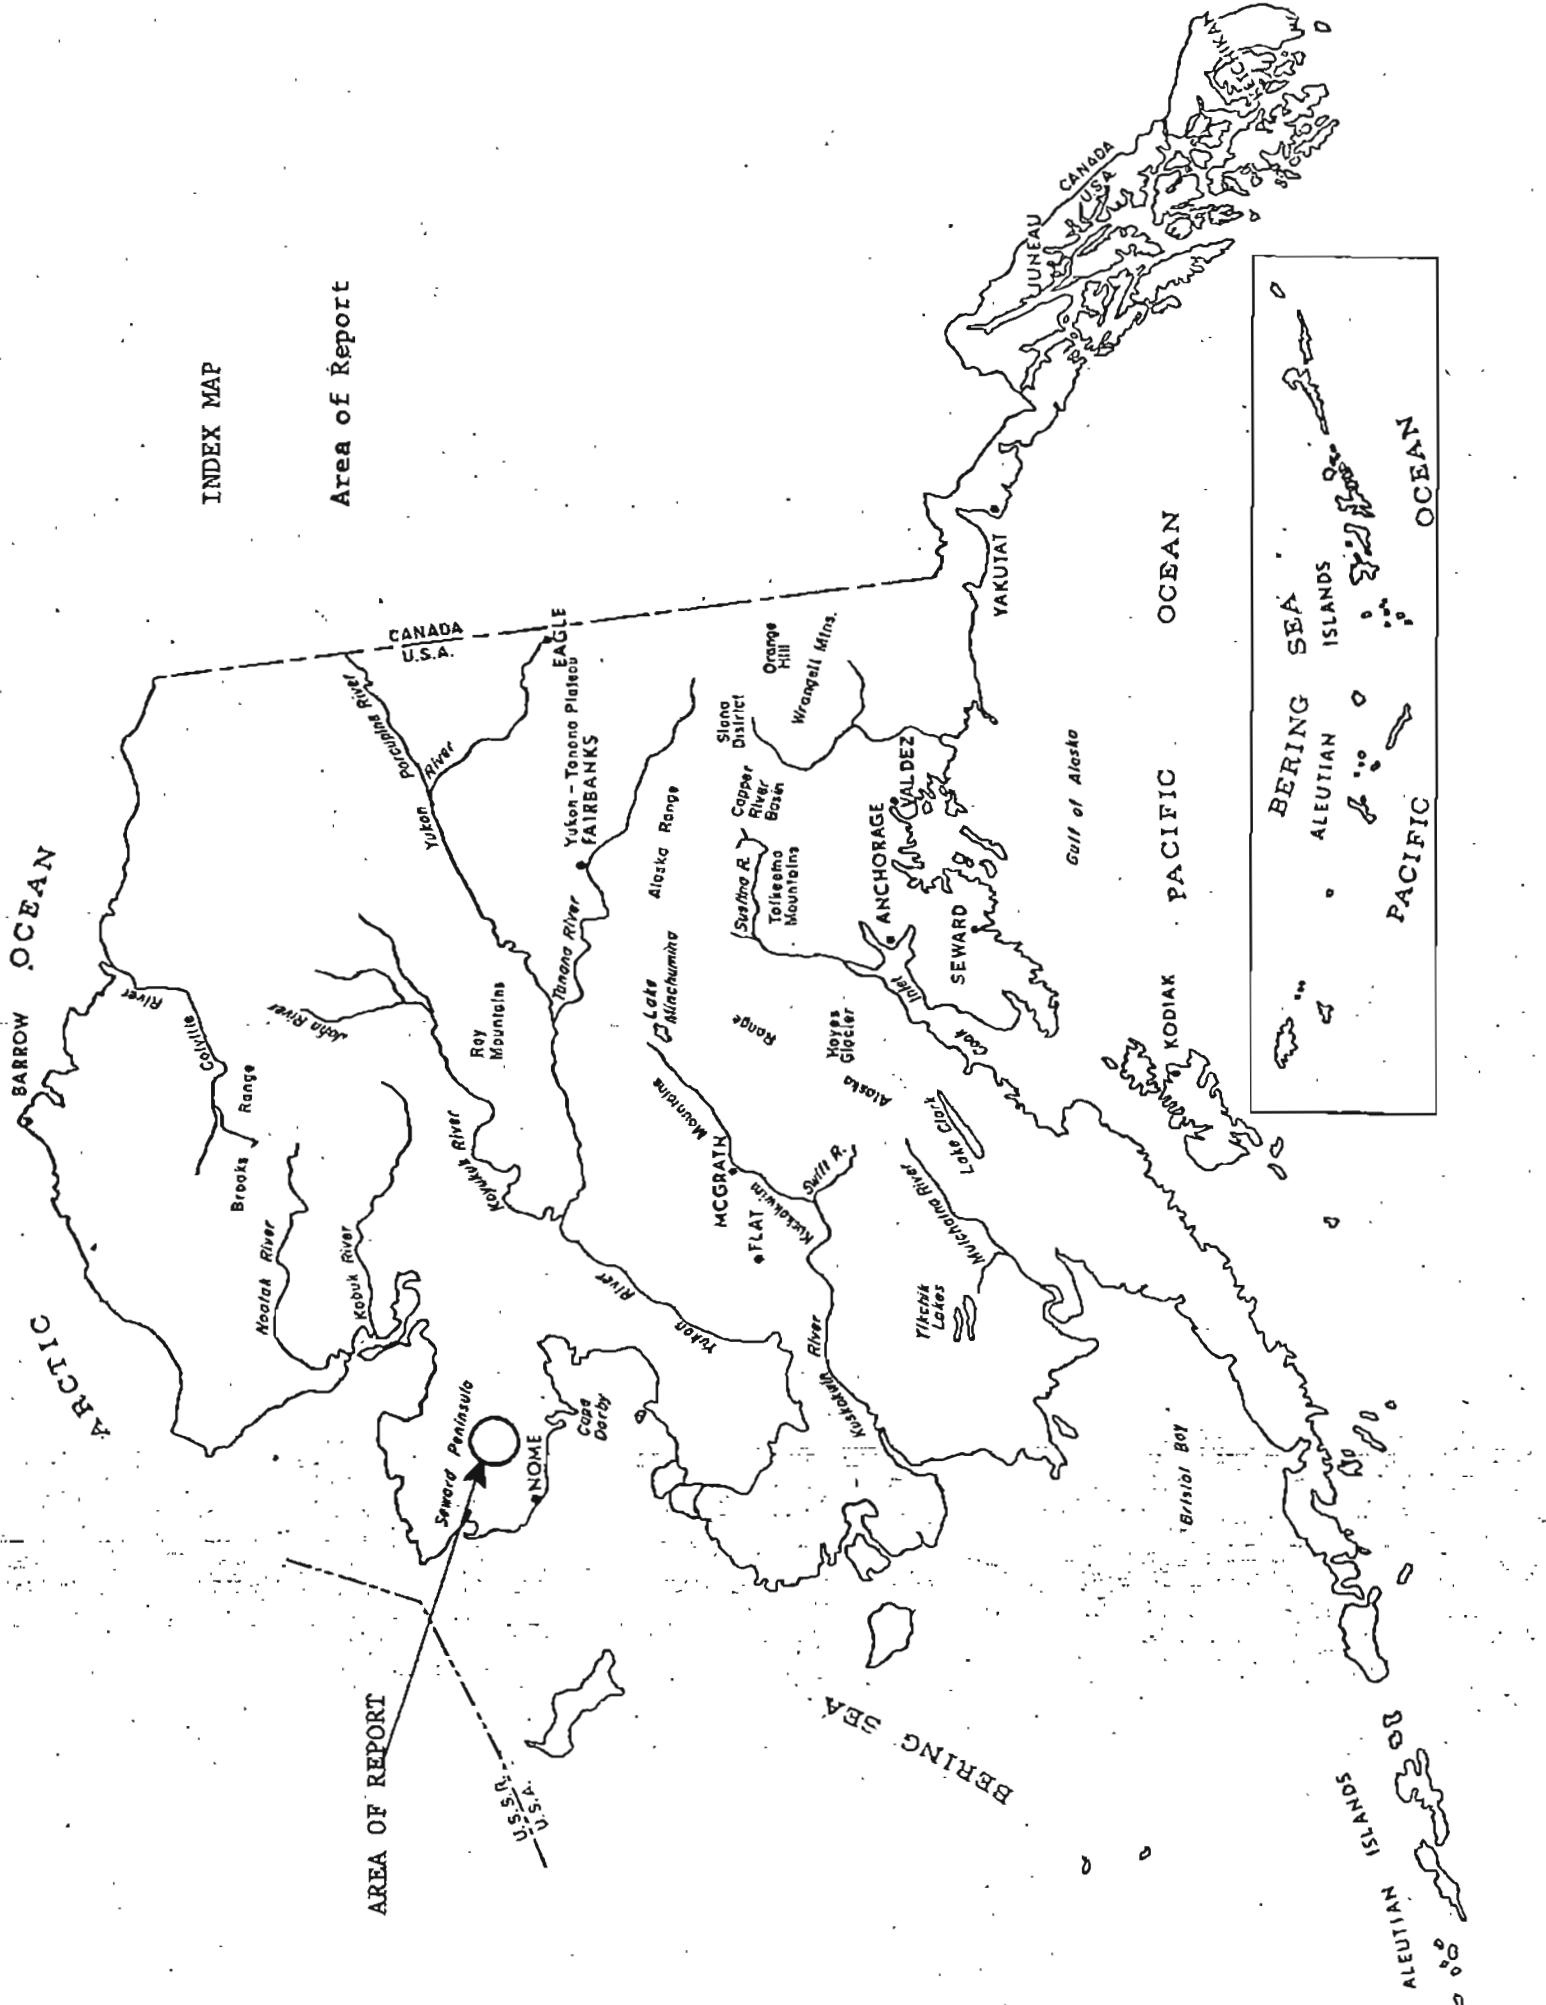 INDEX MAP
Area of Report
ARCTIC OCEAN
BARROW
Colville River
John River
Brooks Range
Noatak River
Kobuk River
Koyukuk River
Ray
Mountains
Porcupine River
Yukon River
CANADA
U.S.A.
EAGLE
Yukon - Tanana Plateau
FAIRBANKS
Tanana River
Alaska Range
Lake
Minchumina
Seward Peninsula
NOME
Cape
Darby
AREA OF REPORT
U.S.S.R.
U.S.A.
Yukon River
MCGRATH
FLAT
Kuskokwim Mountains
Swift R.
Kuskokwim River
Slana
District
Orange
Hill
Wrangell Mtns.
Copper
River
Basin
Susitna R.
Talkeetna
Mountains
Hayes
Glacier
Alaska Range
Lake Clark
Mulchatna River
Tikchik
Lakes
ANCHORAGE
VALDEZ
SEWARD
Cook Inlet
YAKUTAT
JUNEAU
CANADA
U.S.A.
KETCHIKAN
Gulf of Alaska
KODIAK
PACIFIC OCEAN
Bristol Bay
BERING SEA
ALEUTIAN ISLANDS
BERING SEA
ALEUTIAN ISLANDS
PACIFIC OCEAN